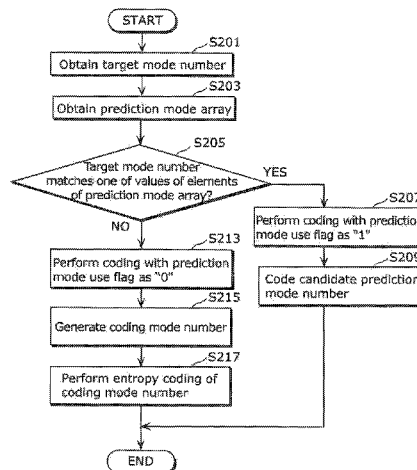 START
S201
Obtain target mode number
S203
Obtain prediction mode array
S205
Target mode number
matches one of values of elements
of prediction mode array?
YES
NO
S207
Perform coding with prediction
mode use flag as "1"
S209
Code candidate prediction
mode number
S213
Perform coding with prediction
mode use flag as "0"
S215
Generate coding mode number
S217
Perform entropy coding of
coding mode number
END